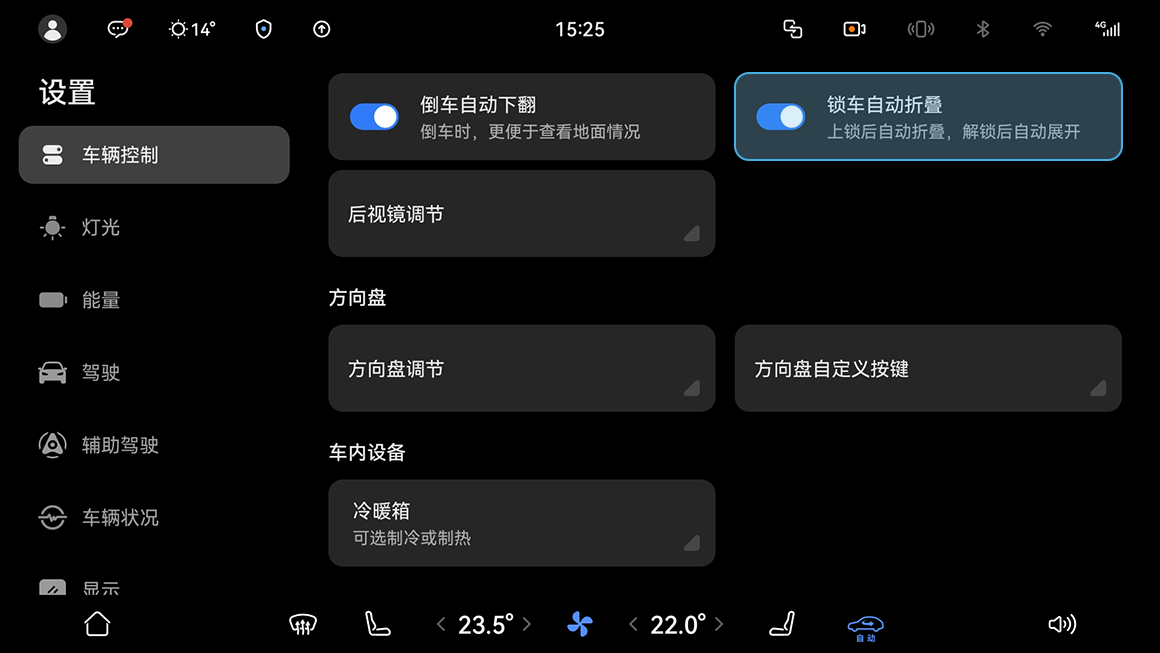 14°
15:25
4G
设置
车辆控制
灯光
能量
驾驶
辅助驾驶
车辆状况
显示
倒车自动下翻
倒车时，更便于查看地面情况
锁车自动折叠
上锁后自动折叠，解锁后自动展开
后视镜调节
方向盘
方向盘调节
方向盘自定义按键
车内设备
冷暖箱
可选制冷或制热
23.5°
22.0°
自动